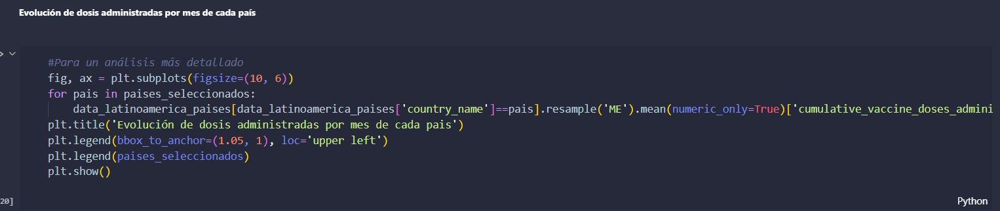 Evolución de dosis administradas por mes de cada país
#Para un análisis más detallado
fig, ax = plt.subplots(figsize=(10, 6))
for pais in paises_seleccionados:
    data_latinoamerica_paises[data_latinoamerica_paises['country_name']==pais].resample('ME').mean(numeric_only=True)['cumulative_vaccine_doses_admini
plt.title('Evolución de dosis administradas por mes de cada pais')
plt.legend(bbox_to_anchor=(1.05, 1), loc='upper left')
plt.legend(paises_seleccionados)
plt.show()
20]
Python